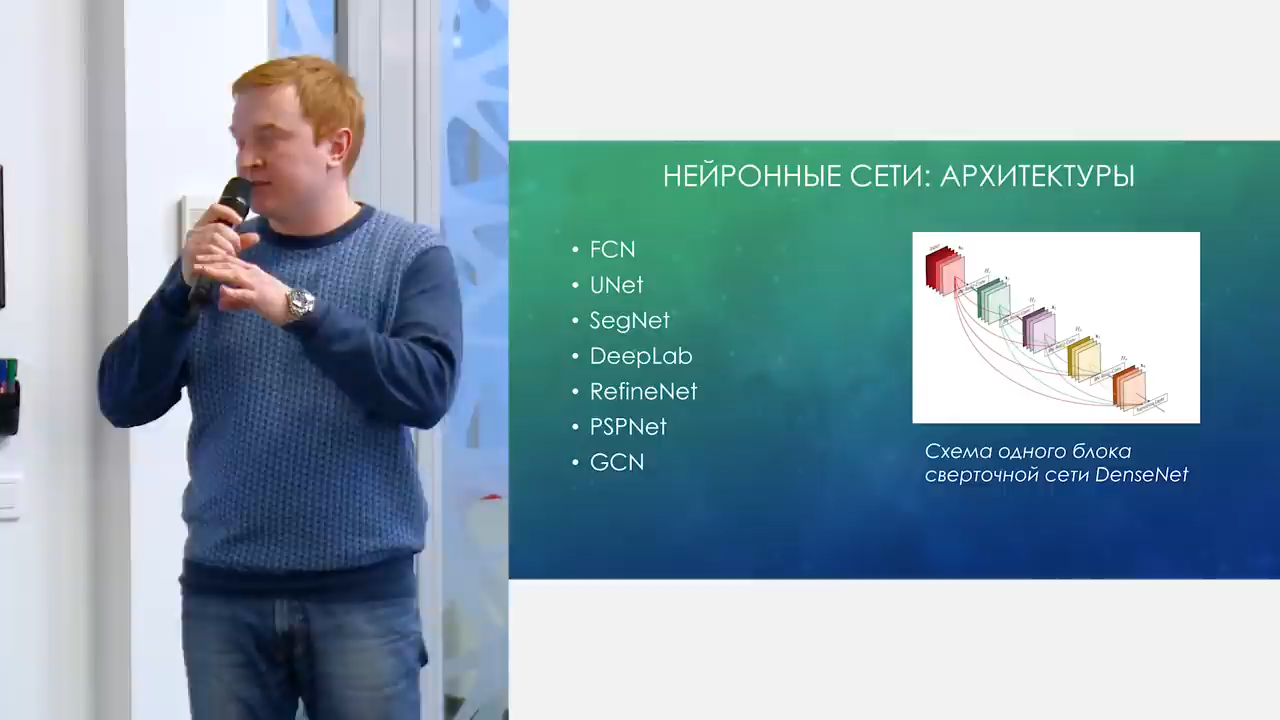 НЕЙРОННЫЕ СЕТИ: АРХИТЕКТУРЫ
• FCN
• UNet
• SegNet
• DeepLab
• RefineNet
• PSPNet
• GCN
Схема одного блока
сверточной сети DenseNet